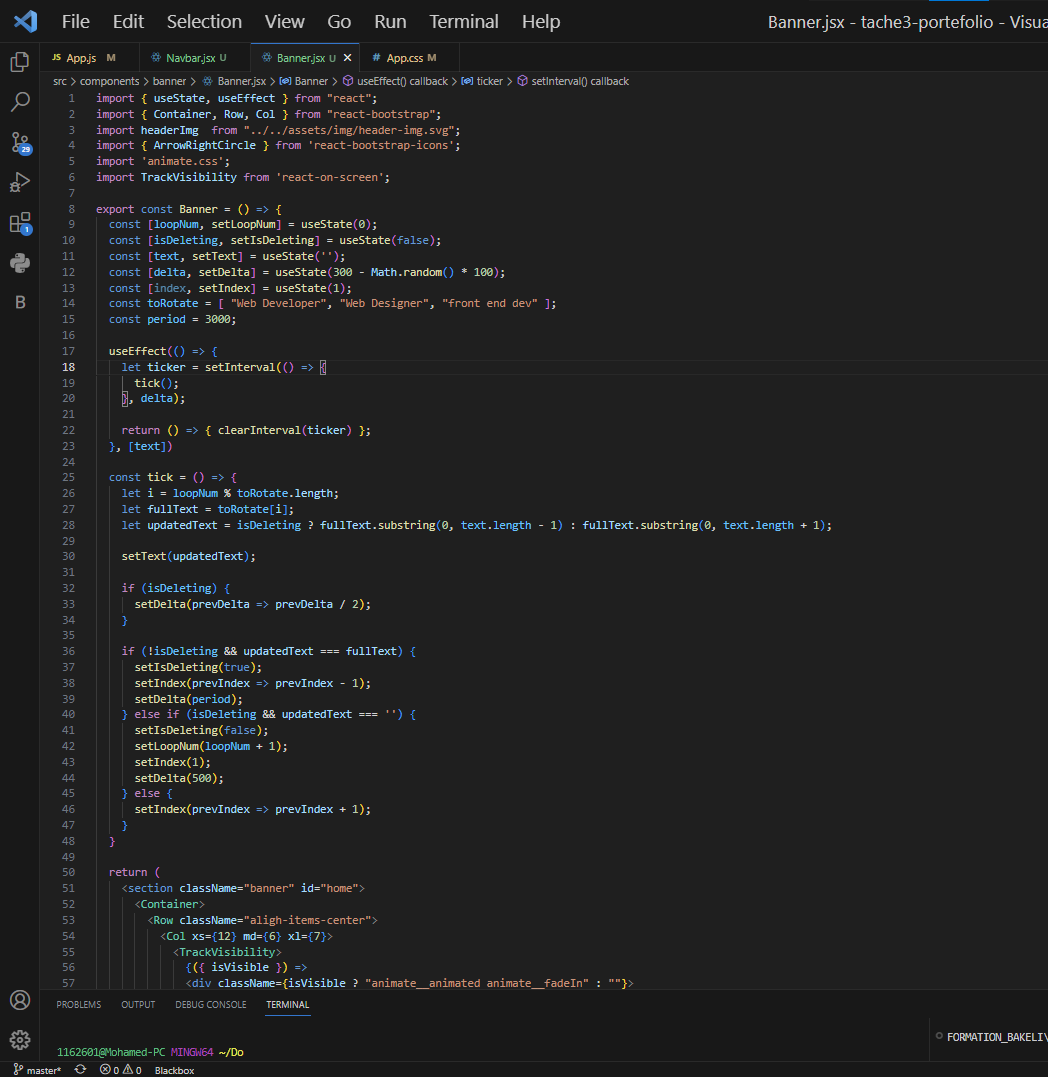 File Edit Selection View Go Run Terminal Help Banner.jsx - tache3-portefolio - Visua
JS App.js M Navbar.jsx U Banner.jsx U × # App.css M
src > components > banner > Banner.jsx > Banner > useEffect() callback > ticker > setInterval() callback
1 import { useState, useEffect } from "react";
2 import { Container, Row, Col } from "react-bootstrap";
3 import headerImg  from "../../assets/img/header-img.svg";
4 import { ArrowRightCircle } from 'react-bootstrap-icons';
5 import 'animate.css';
6 import TrackVisibility from 'react-on-screen';
7
8 export const Banner = () => {
9   const [loopNum, setLoopNum] = useState(0);
10   const [isDeleting, setIsDeleting] = useState(false);
11   const [text, setText] = useState('');
12   const [delta, setDelta] = useState(300 - Math.random() * 100);
13   const [index, setIndex] = useState(1);
14   const toRotate = [ "Web Developer", "Web Designer", "front end dev" ];
15   const period = 3000;
16
17   useEffect(() => {
18     let ticker = setInterval(() => {
19       tick();
20     }, delta);
21
22     return () => { clearInterval(ticker) };
23   }, [text])
24
25   const tick = () => {
26     let i = loopNum % toRotate.length;
27     let fullText = toRotate[i];
28     let updatedText = isDeleting ? fullText.substring(0, text.length - 1) : fullText.substring(0, text.length + 1);
29
30     setText(updatedText);
31
32     if (isDeleting) {
33       setDelta(prevDelta => prevDelta / 2);
34     }
35
36     if (!isDeleting && updatedText === fullText) {
37       setIsDeleting(true);
38       setIndex(prevIndex => prevIndex - 1);
39       setDelta(period);
40     } else if (isDeleting && updatedText === '') {
41       setIsDeleting(false);
42       setLoopNum(loopNum + 1);
43       setIndex(1);
44       setDelta(500);
45     } else {
46       setIndex(prevIndex => prevIndex + 1);
47     }
48   }
49
50   return (
51     <section className="banner" id="home">
52       <Container>
53         <Row className="aligh-items-center">
54           <Col xs={12} md={6} xl={7}>
55             <TrackVisibility>
56               {({ isVisible }) =>
57               <div className={isVisible ? "animate__animated animate__fadeIn" : ""}>
29
1
B
PROBLEMS OUTPUT DEBUG CONSOLE TERMINAL
FORMATION_BAKELI\
1162601@Mohamed-PC MINGW64 ~/Do
master* 0 0 Blackbox